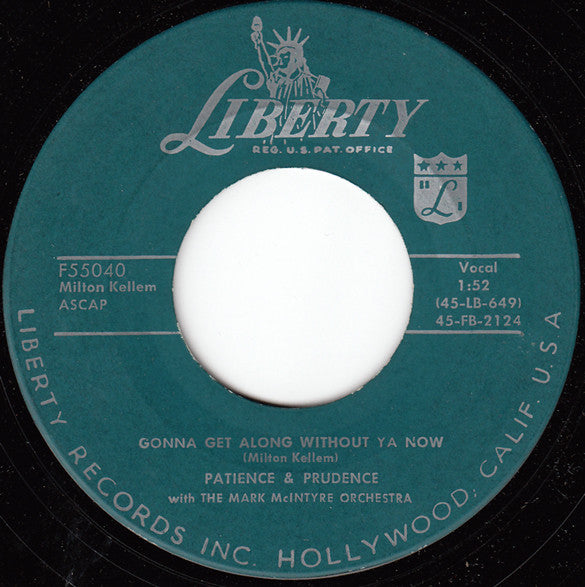 LIBERTY
REG. U.S. PAT. OFFICE
"L"
F55040
Milton Kellem
ASCAP
Vocal
1:52
(45-LB-649)
45-FB-2124
GONNA GET ALONG WITHOUT YA NOW
(Milton Kellem)
PATIENCE & PRUDENCE
with THE MARK McINTYRE ORCHESTRA
LIBERTY RECORDS INC. HOLLYWOOD, CALIF. U.S.A